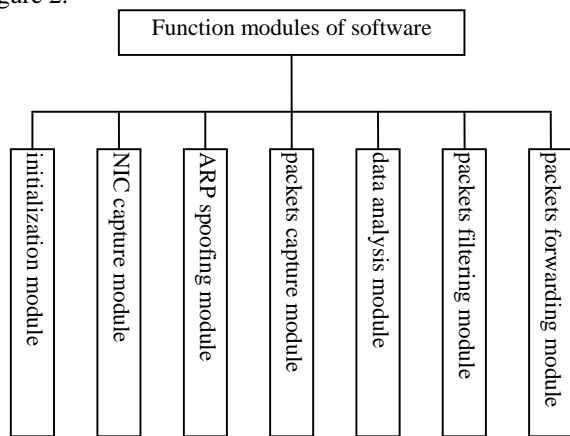 gure 2.
Function modules of software
initialization module
NIC capture module
ARP spoofing module
packets capture module
data analysis module
packets filtering module
packets forwarding module